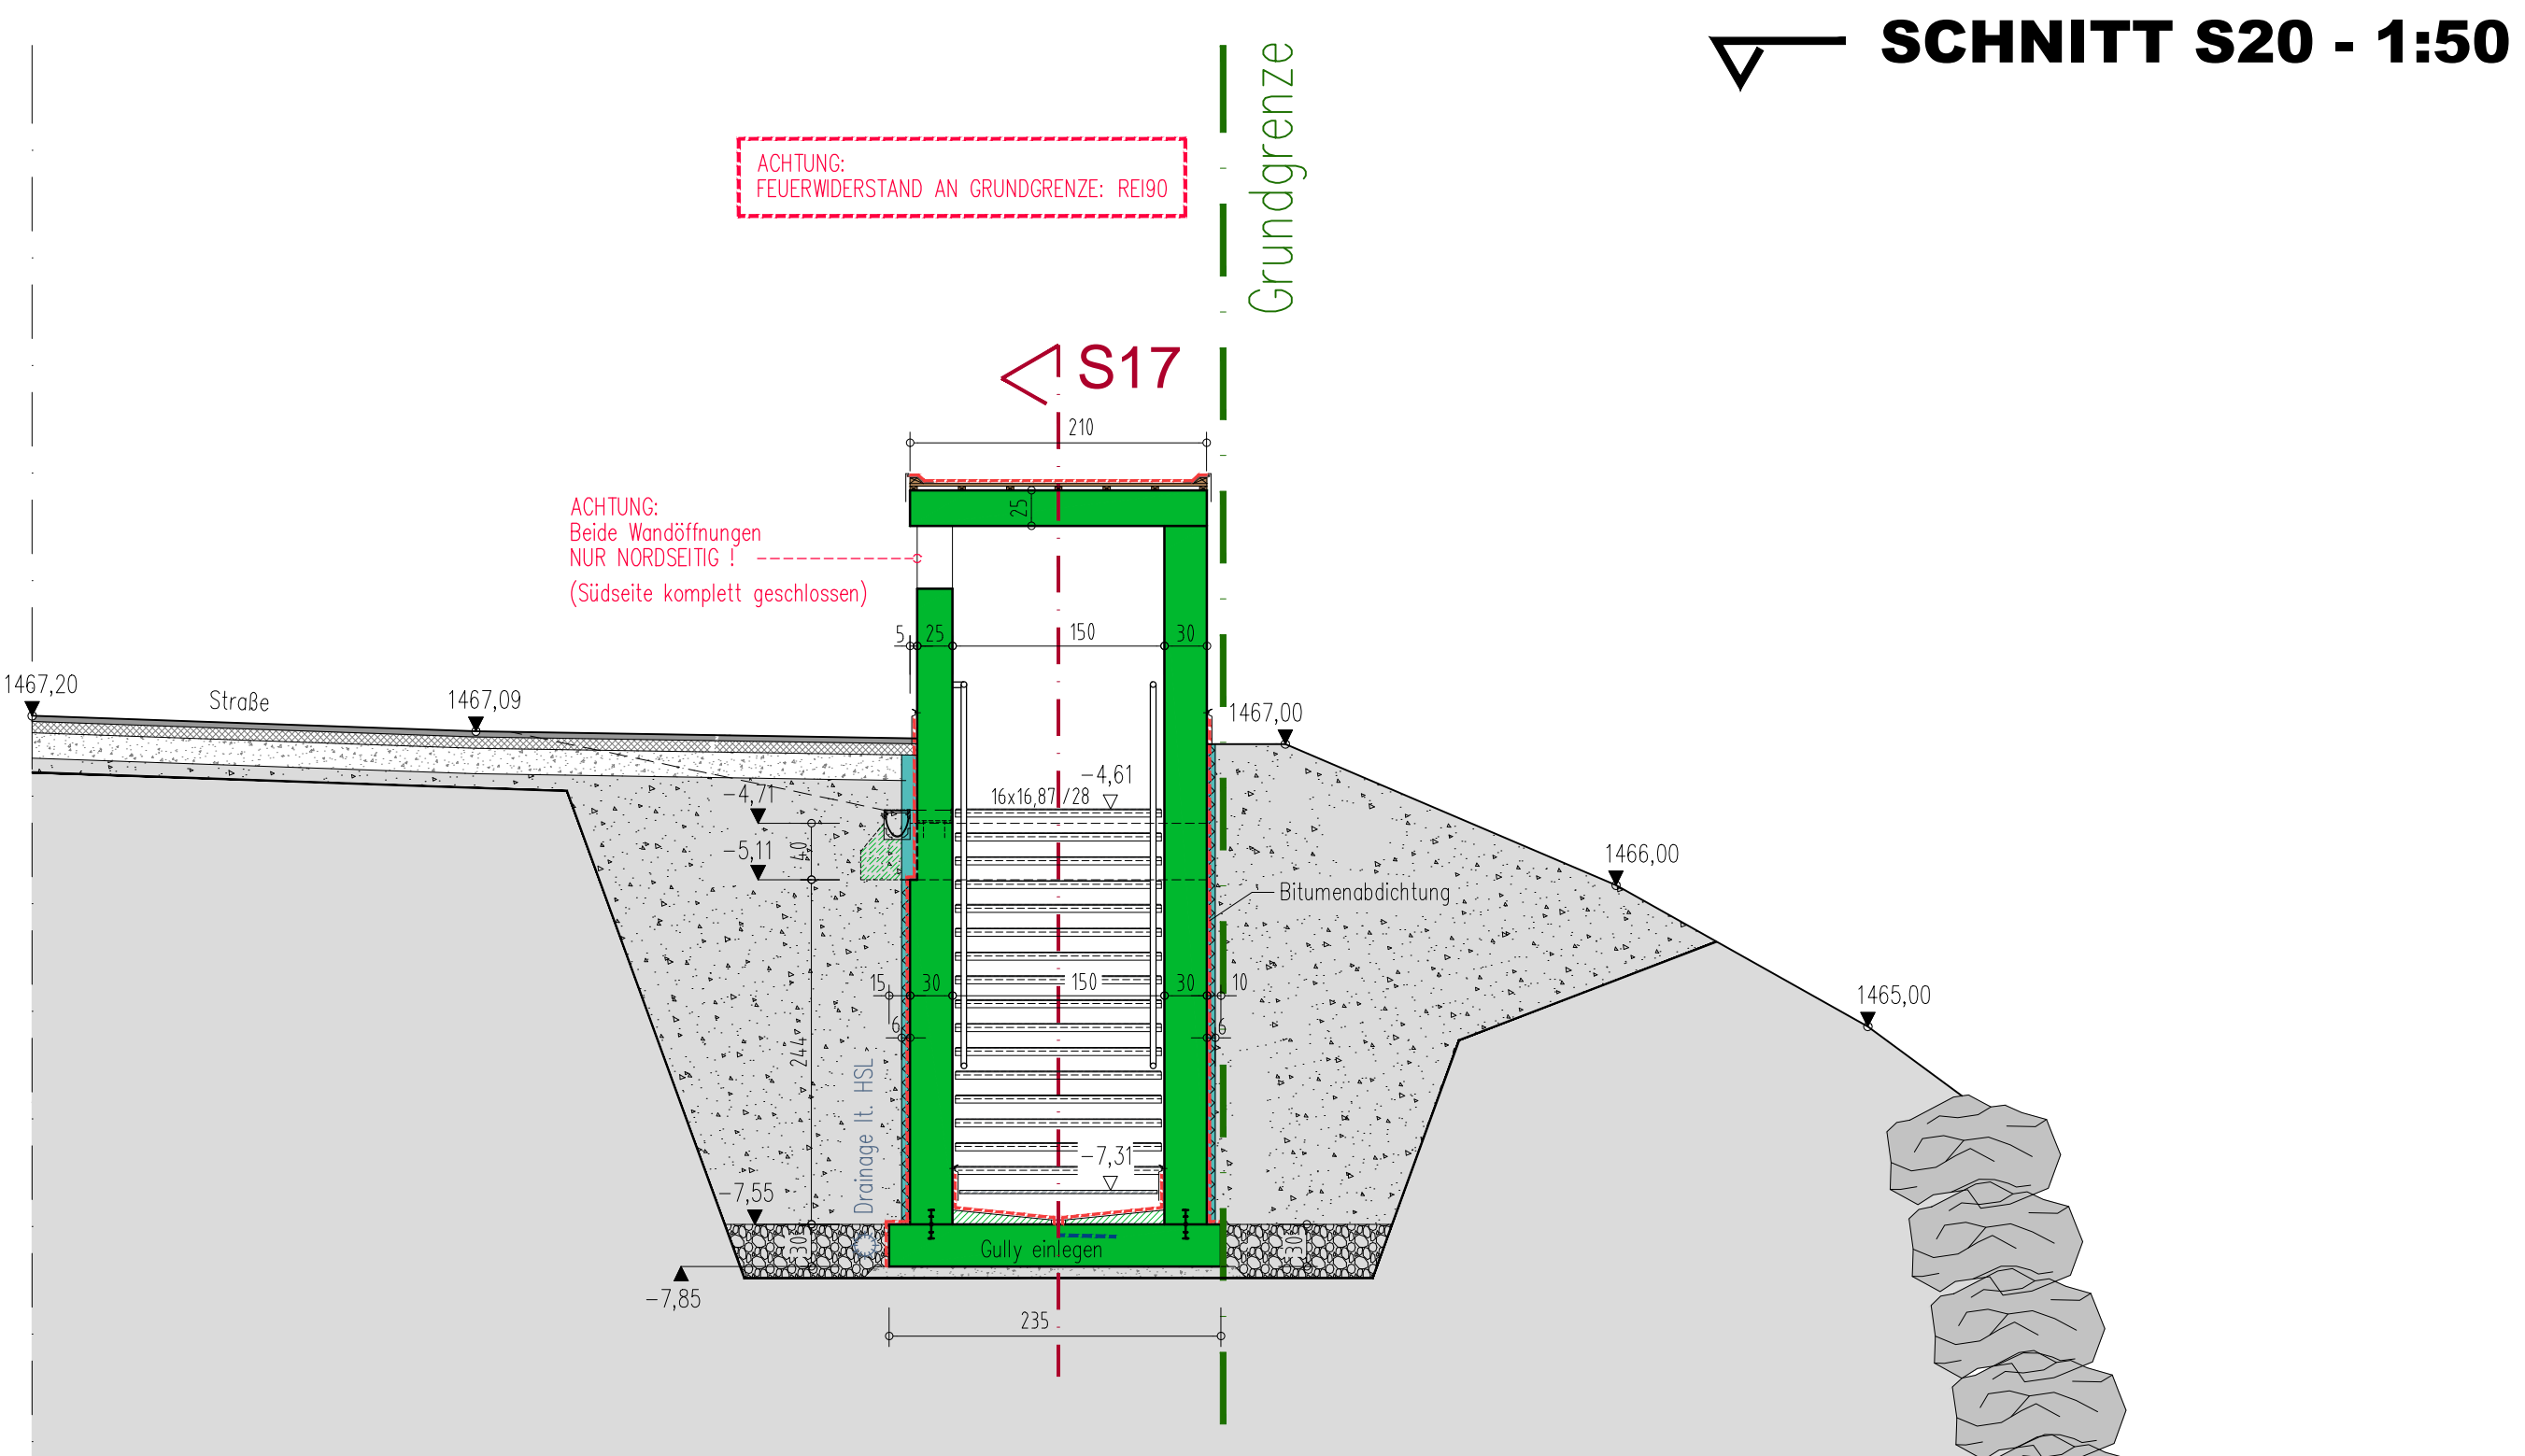 SCHNITT S20 - 1:50
Grundgrenze
ACHTUNG:
FEUERWIDERSTAND AN GRUNDGRENZE: REI90
S17
210
25
ACHTUNG:
Beide Wandöffnungen
NUR NORDSEITIG !
(Südseite komplett geschlossen)
5 25 150 30
1467,20
Straße
1467,09
1467,00
-4,61
16x16,87 /28
-4,71
40
-5,11
1466,00
Bitumenabdichtung
15 30 150 30 10
1465,00
6 6
244
Drainage lt. HSL
-7,31
-7,55
30 30
Gully einlegen
-7,85
235